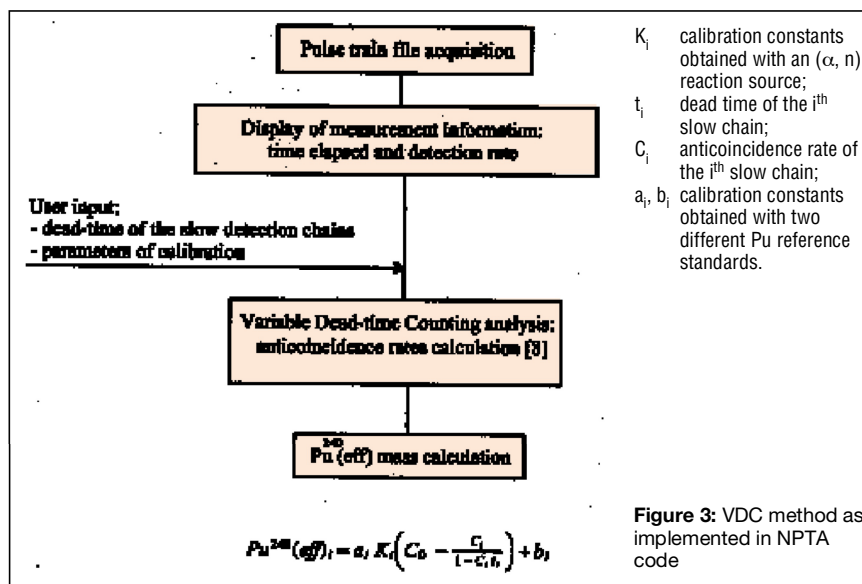 Pulse train file acquisition
Display of measurement information:
time elapsed and detection rate
User input:
- dead-time of the slow detection chains
- parameters of calibration
Variable Dead-time Counting analysis:
anticoincidence rates calculation [3]
Pu²⁴⁰(eff) mass calculation
Pu²⁴⁰(eff)ᵢ = aᵢ Kᵢ(C₀ − Cᵢ/(1−Cᵢtᵢ)) + bᵢ
Kᵢ calibration constants
obtained with an (α, n)
reaction source;
tᵢ dead time of the iᵗʰ
slow chain;
Cᵢ anticoincidence rate of
the iᵗʰ slow chain;
aᵢ, bᵢ calibration constants
obtained with two
different Pu reference
standards.
Figure 3: VDC method as
implemented in NPTA
code